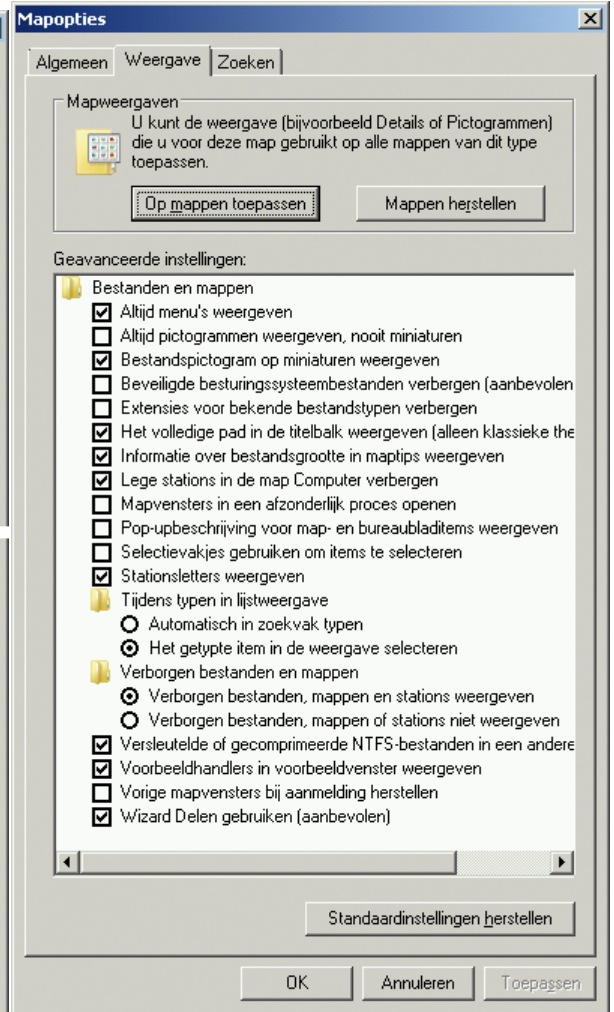 Mapopties
Algemeen Weergave Zoeken
Mapweergaven
U kunt de weergave (bijvoorbeeld Details of Pictogrammen)
die u voor deze map gebruikt op alle mappen van dit type
toepassen.
Op mappen toepassen Mappen herstellen
Geavanceerde instellingen:
Bestanden en mappen
Altijd menu's weergeven
Altijd pictogrammen weergeven, nooit miniaturen
Bestandspictogram op miniaturen weergeven
Beveiligde besturingssysteembestanden verbergen (aanbevolen
Extensies voor bekende bestandstypen verbergen
Het volledige pad in de titelbalk weergeven (alleen klassieke the
Informatie over bestandsgrootte in maptips weergeven
Lege stations in de map Computer verbergen
Mapvensters in een afzonderlijk proces openen
Pop-upbeschrijving voor map- en bureaubladitems weergeven
Selectievakjes gebruiken om items te selecteren
Stationsletters weergeven
Tijdens typen in lijstweergave
Automatisch in zoekvak typen
Het getypte item in de weergave selecteren
Verborgen bestanden en mappen
Verborgen bestanden, mappen en stations weergeven
Verborgen bestanden, mappen of stations niet weergeven
Versleutelde of gecomprimeerde NTFS-bestanden in een andere
Voorbeeldhandlers in voorbeeldvenster weergeven
Vorige mapvensters bij aanmelding herstellen
Wizard Delen gebruiken (aanbevolen)
Standaardinstellingen herstellen
OK Annuleren Toepassen